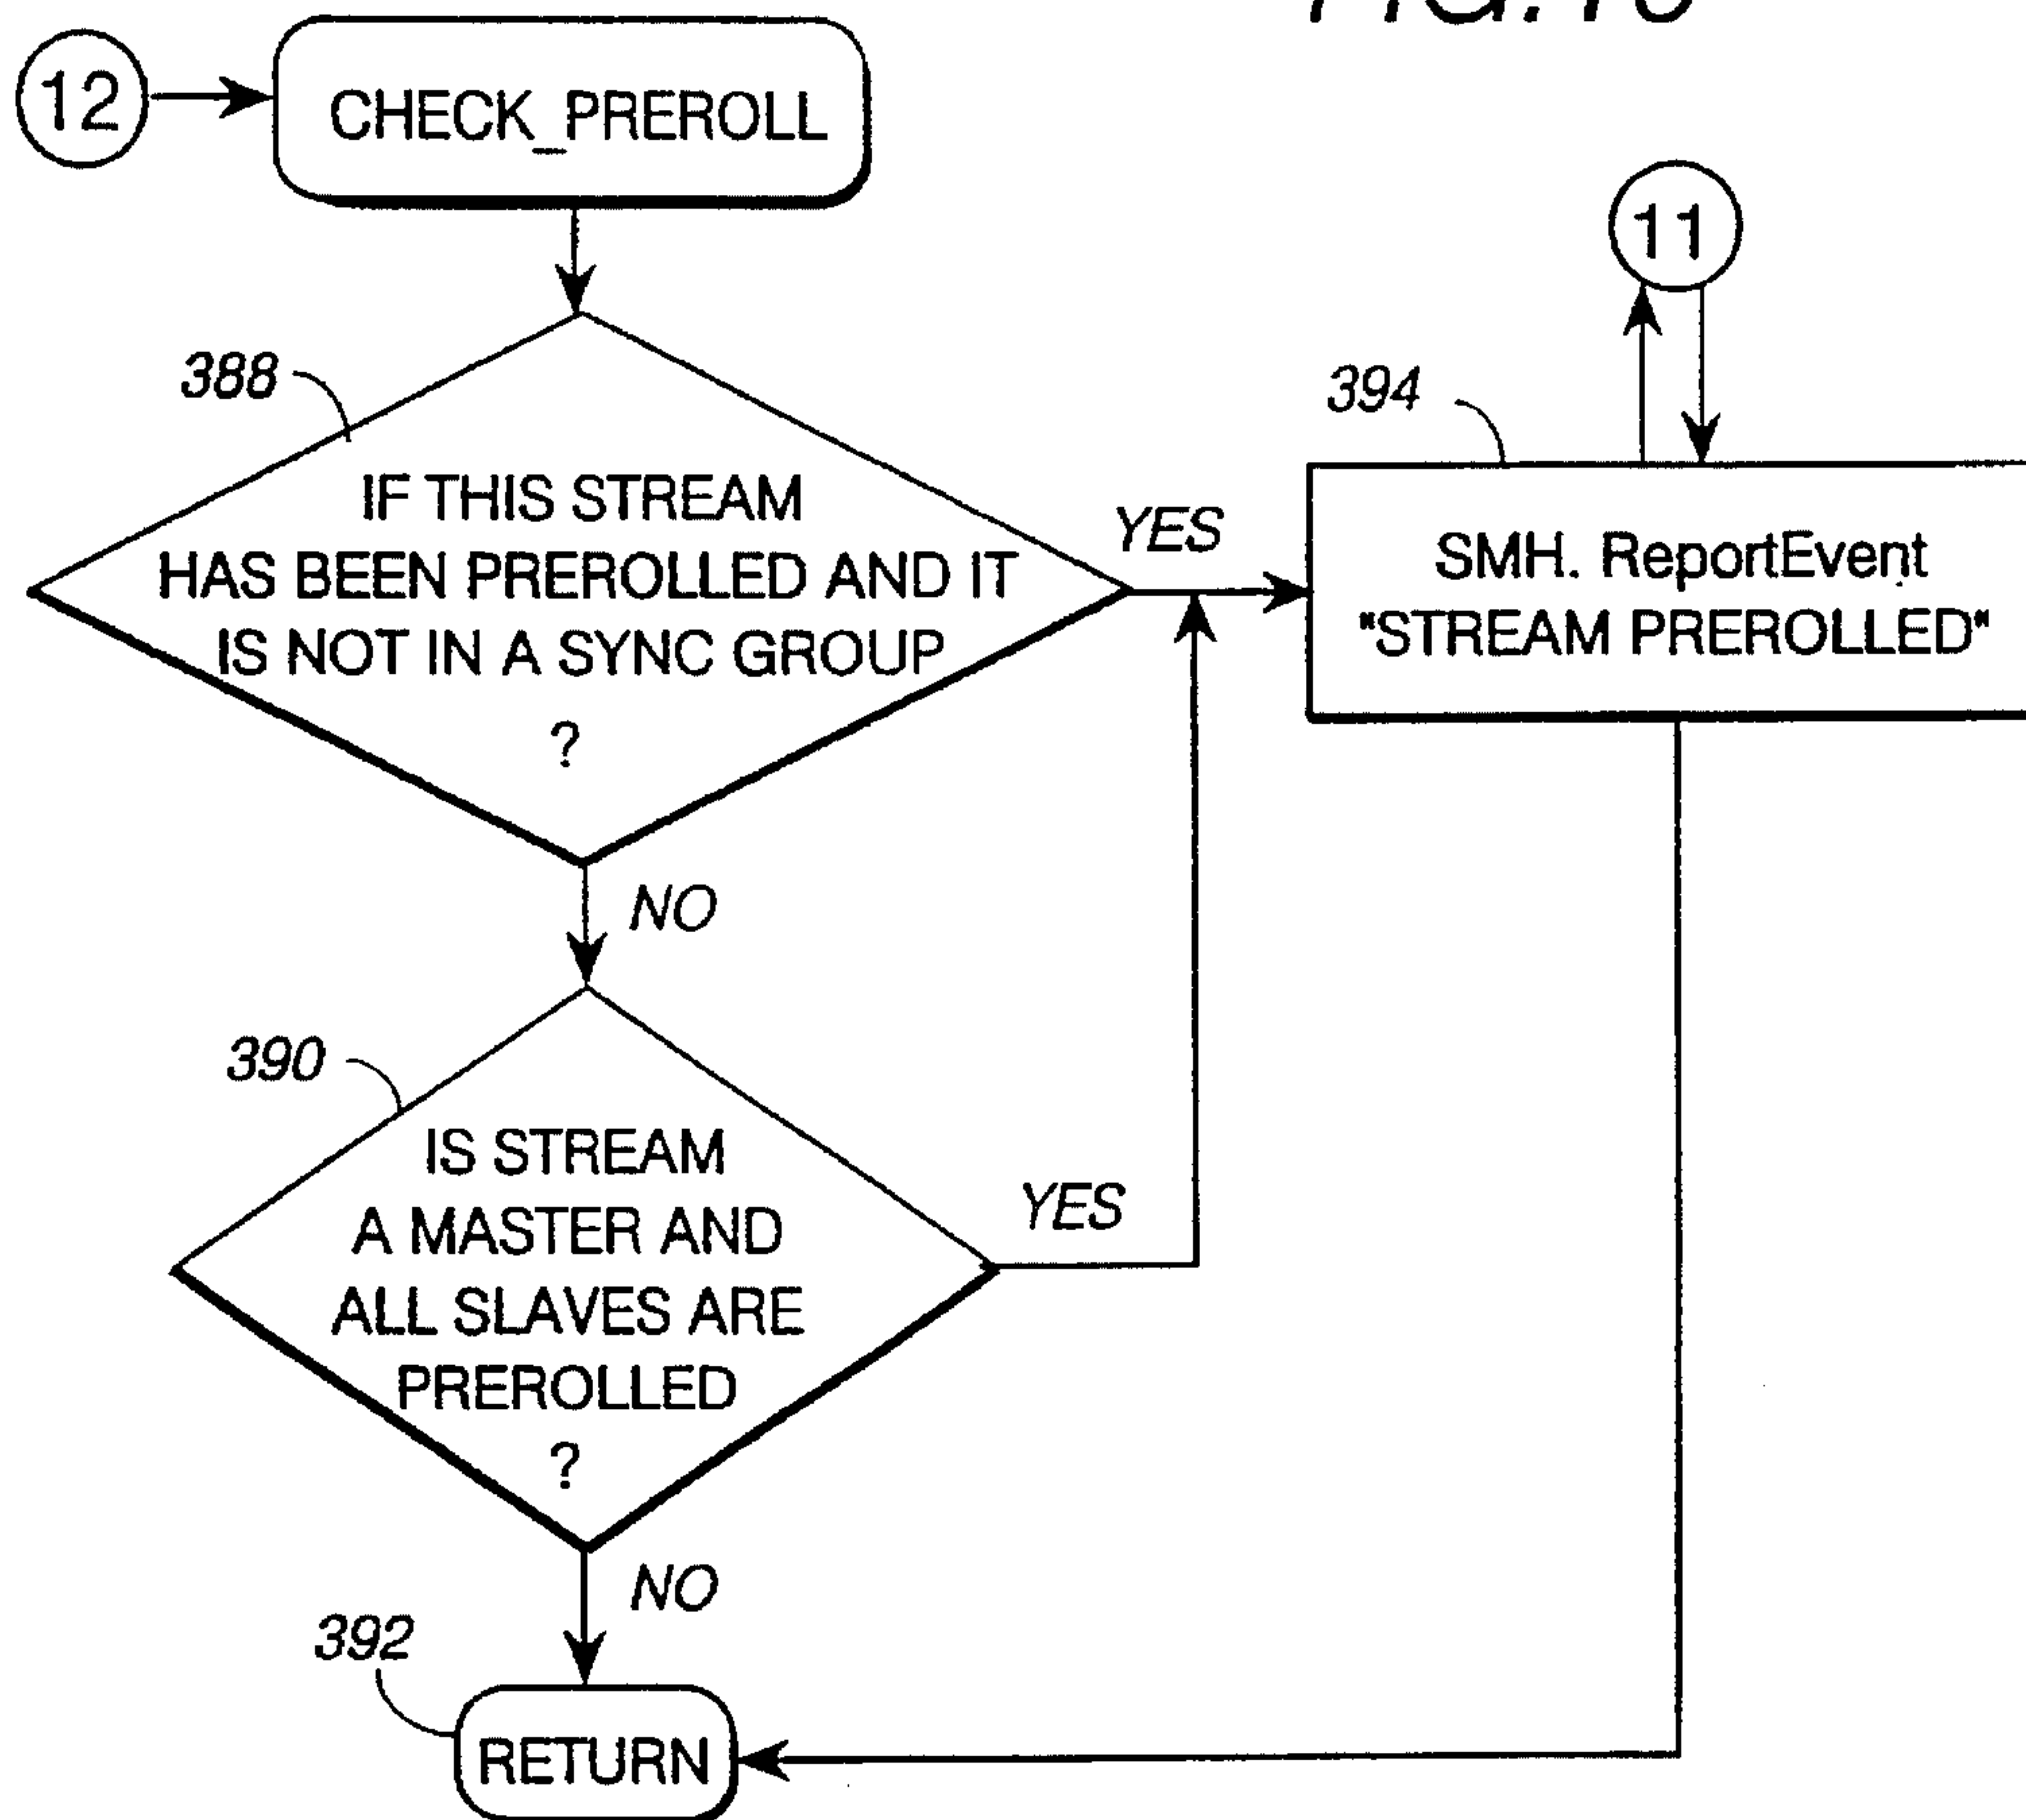 12
CHECK_PREROLL
11
388
394
IF THIS STREAM
HAS BEEN PREROLLED AND IT
IS NOT IN A SYNC GROUP
?
YES
SMH. ReportEvent
"STREAM PREROLLED"
NO
390
IS STREAM
A MASTER AND
ALL SLAVES ARE
PREROLLED
?
YES
NO
392
RETURN